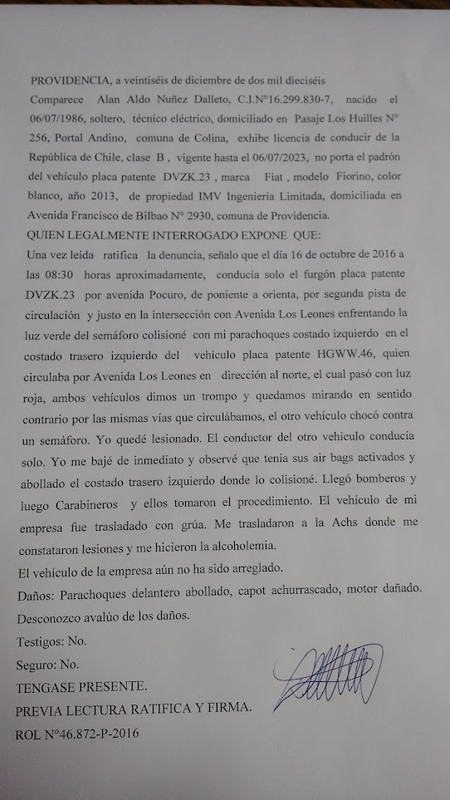 PROVIDENCIA, a veintiséis de diciembre de dos mil dieciséis
Comparece Alan Aldo Nuñez Dalleto, C.I.N°16.299.830-7, nacido el
06/07/1986, soltero, técnico eléctrico, domiciliado en Pasaje Los Huilles N°
256, Portal Andino, comuna de Colina, exhibe licencia de conducir de la
República de Chile, clase B , vigente hasta el 06/07/2023, no porta el padrón
del vehículo placa patente DVZK.23 , marca Fiat , modelo Fiorino, color
blanco, año 2013, de propiedad IMV Ingenieria Limitada, domiciliada en
Avenida Francisco de Bilbao N° 2930, comuna de Providencia.
QUIEN LEGALMENTE INTERROGADO EXPONE QUE:
Una vez leída ratifica la denuncia, señalo que el día 16 de octubre de 2016 a
las 08:30 horas aproximadamente, conducía solo el furgón placa patente
DVZK.23 por avenida Pocuro, de poniente a orienta, por segunda pista de
circulación y justo en la intersección con Avenida Los Leones enfrentando la
luz verde del semáforo colisioné con mi parachoques costado izquierdo en el
costado trasero izquierdo del vehículo placa patente HGWW.46, quien
circulaba por Avenida Los Leones en dirección al norte, el cual pasó con luz
roja, ambos vehículos dimos un trompo y quedamos mirando en sentido
contrario por las mismas vías que circulábamos, el otro vehículo chocó contra
un semáforo. Yo quedé lesionado. El conductor del otro vehiculo conducía
solo. Yo me bajé de inmediato y observé que tenía sus air bags activados y
abollado el costado trasero izquierdo donde lo colisioné. Llegó bomberos y
luego Carabineros y ellos tomaron el procedimiento. El vehículo de mi
empresa fue trasladado con grúa. Me trasladaron a la Achs donde me
constataron lesiones y me hicieron la alcoholemia.
El vehículo de la empresa aún no ha sido arreglado.
Daños: Parachoques delantero abollado, capot achurrascado, motor dañado.
Desconozco avalúo de los daños.
Testigos: No.
Seguro: No.
TENGASE PRESENTE.
PREVIA LECTURA RATIFICA Y FIRMA.
ROL N°46.872-P-2016